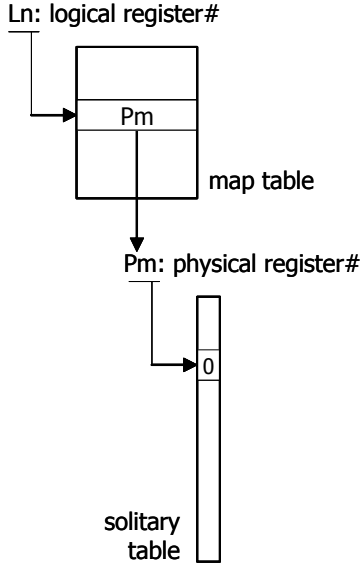 Ln: logical register#
Pm
map table
Pm: physical register#
0
solitary
table